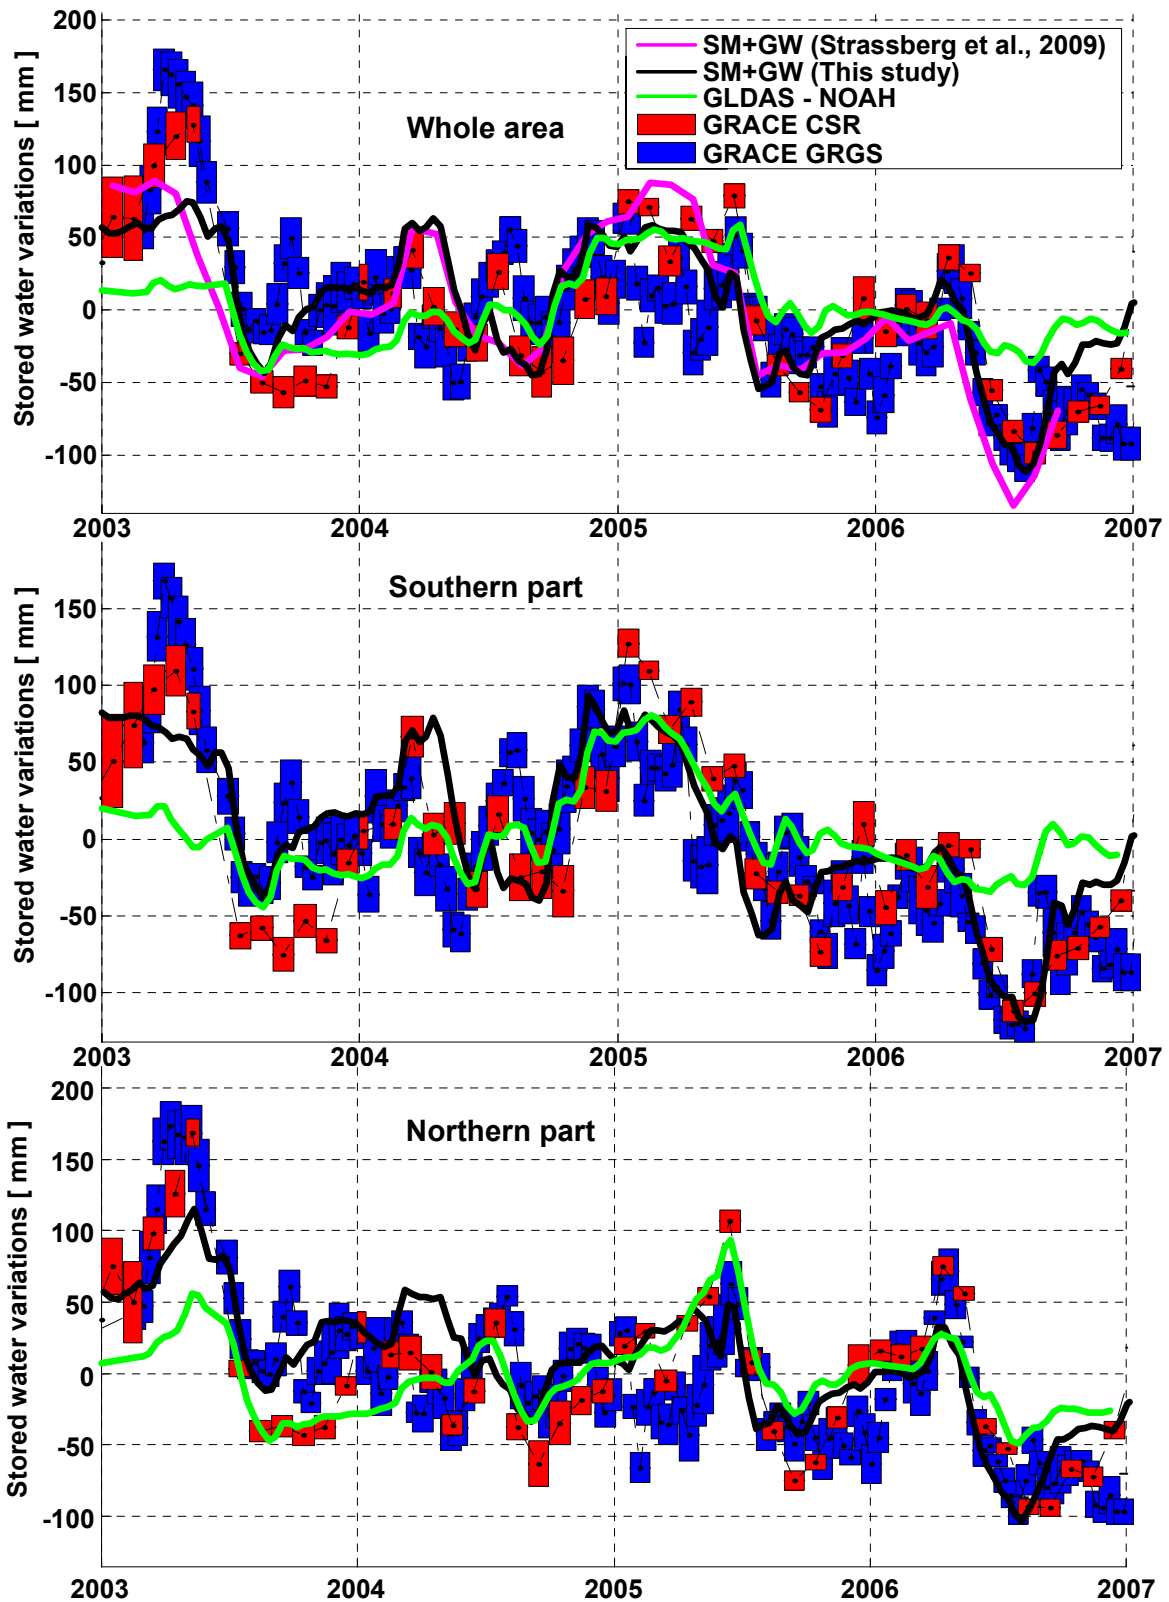 200
150
100
50
0
-50
-100
Stored water variations [ mm ]
Whole area
SM+GW (Strassberg et al., 2009)
SM+GW (This study)
GLDAS - NOAH
GRACE CSR
GRACE GRGS
2003 2004 2005 2006 2007
150
100
50
0
-50
-100
Stored water variations [ mm ]
Southern part
2003 2004 2005 2006 2007
200
150
100
50
0
-50
-100
Stored water variations [ mm ]
Northern part
2003 2004 2005 2006 2007